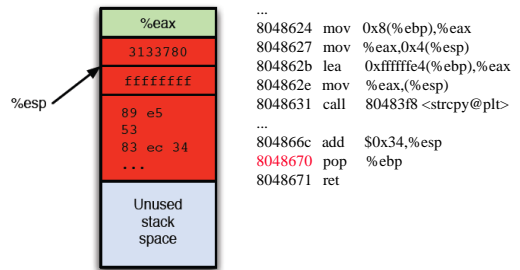 %eax
3133780
ffffffff
%esp
89 e5
53
83 ec 34
...
Unused
stack
space
...
8048624 mov 0x8(%ebp),%eax
8048627 mov %eax,0x4(%esp)
804862b lea 0xffffffe4(%ebp),%eax
804862e mov %eax,(%esp)
8048631 call 80483f8 <strcpy@plt>
...
804866c add $0x34,%esp
8048670 pop %ebp
8048671 ret